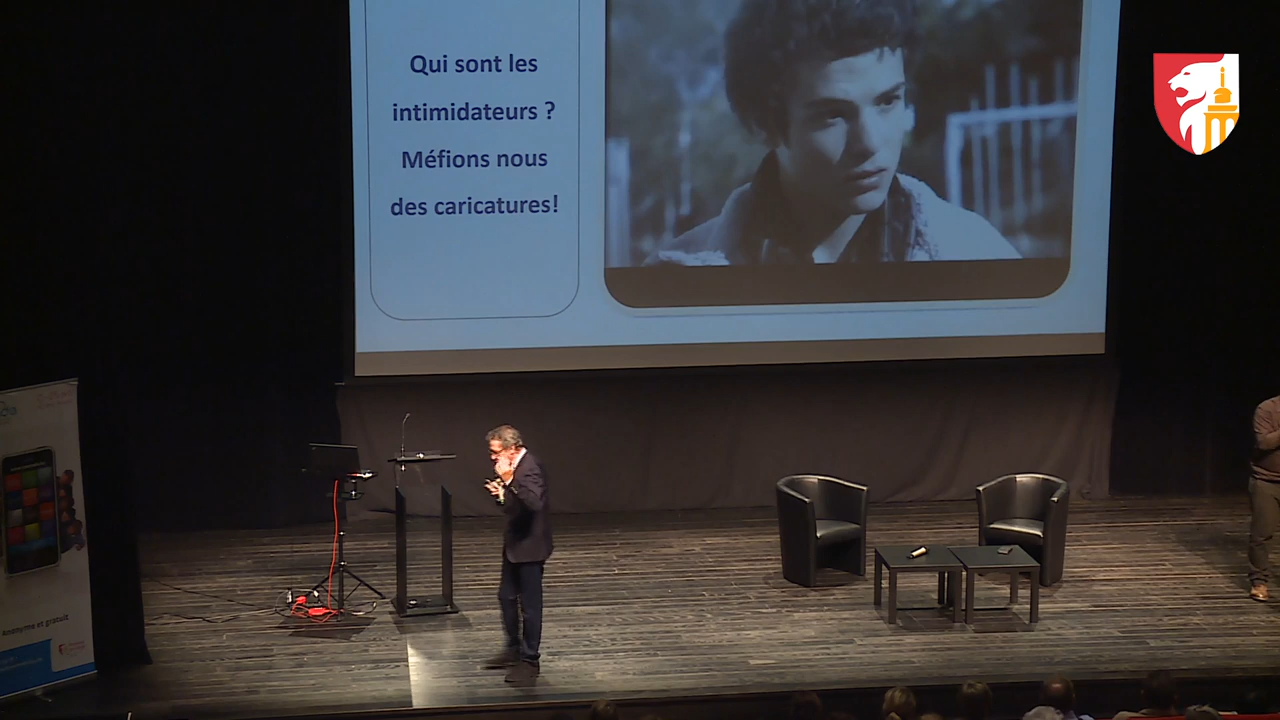 Qui sont les
intimidateurs ?
Méfions nous
des caricatures!
Anonyme et gratuit